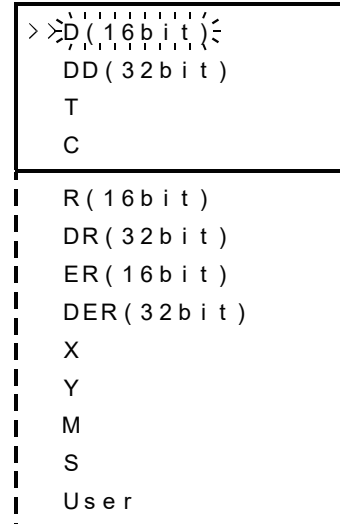 >>D(16bit)
DD(32bit)
T
C
R(16bit)
DR(32bit)
ER(16bit)
DER(32bit)
X
Y
M
S
User